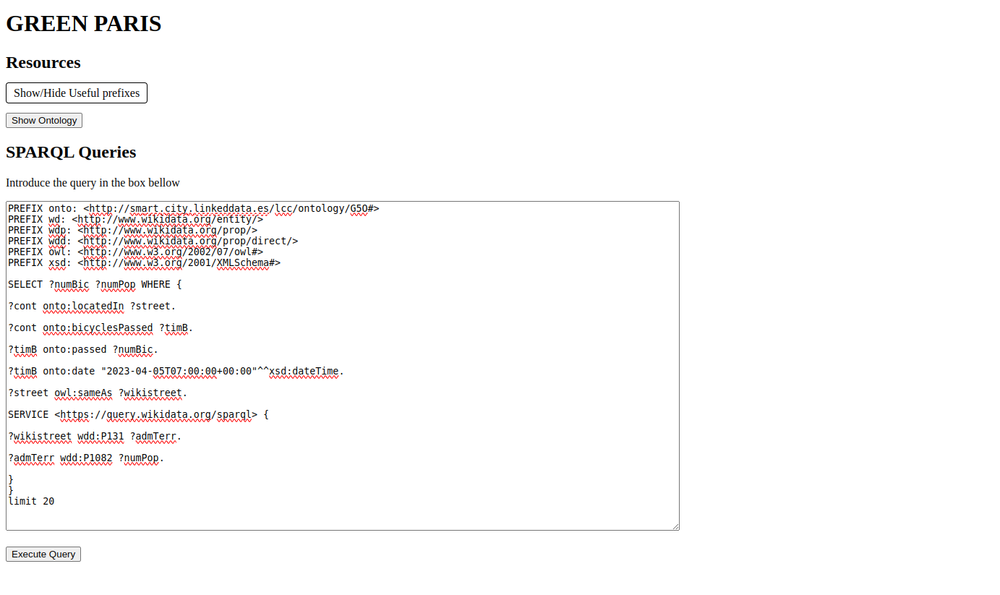 GREEN PARIS
Resources
Show/Hide Useful prefixes
Show Ontology
SPARQL Queries
Introduce the query in the box bellow
PREFIX onto: <http://smart.city.linkeddata.es/lcc/ontology/G5O#>
PREFIX wd: <http://www.wikidata.org/entity/>
PREFIX wdp: <http://www.wikidata.org/prop/>
PREFIX wdd: <http://www.wikidata.org/prop/direct/>
PREFIX owl: <http://www.w3.org/2002/07/owl#>
PREFIX xsd: <http://www.w3.org/2001/XMLSchema#>
SELECT ?numBic ?numPop WHERE {
?cont onto:locatedIn ?street.
?cont onto:bicyclesPassed ?timB.
?timB onto:passed ?numBic.
?timB onto:date "2023-04-05T07:00:00+00:00"^^xsd:dateTime.
?street owl:sameAs ?wikistreet.
SERVICE <https://query.wikidata.org/sparql> {
?wikistreet wdd:P131 ?admTerr.
?admTerr wdd:P1082 ?numPop.
}
}
limit 20
Execute Query